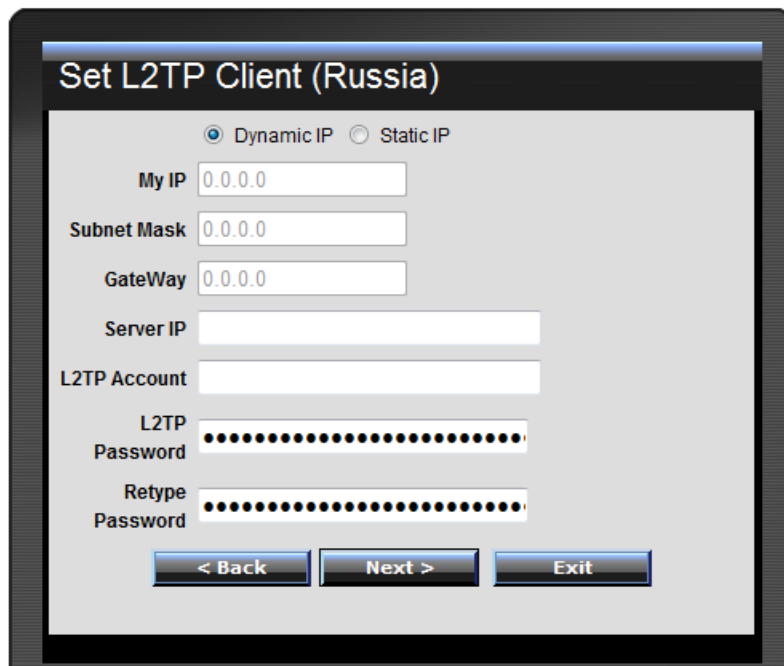 Set L2TP Client (Russia)
Dynamic IP Static IP
My IP 0.0.0.0
Subnet Mask 0.0.0.0
GateWay 0.0.0.0
Server IP
L2TP Account
L2TP
Password ••••••••••••••••••••••••••
Retype
Password ••••••••••••••••••••••••••
< Back Next > Exit